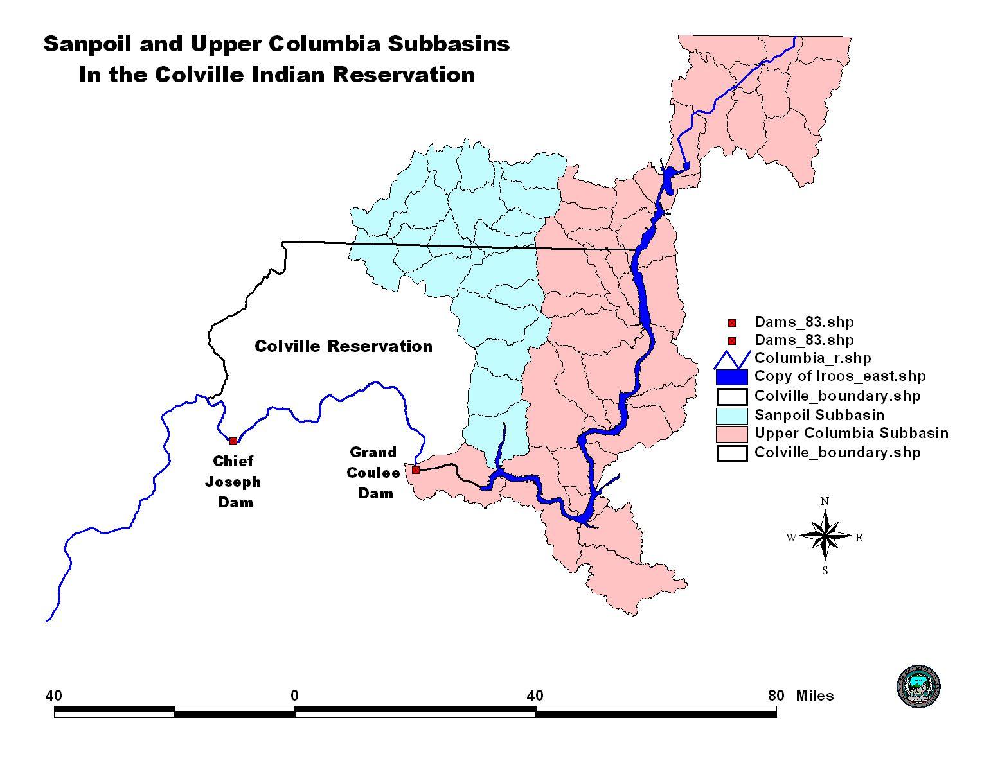 Sanpoil and Upper Columbia Subbasins
In the Colville Indian Reservation
Colville Reservation
Dams_83.shp
Dams_83.shp
Columbia_r.shp
Copy of lroos_east.shp
Colville_boundary.shp
Sanpoil Subbasin
Upper Columbia Subbasin
Colville_boundary.shp
Chief
Joseph
Dam
Grand
Coulee
Dam
N
W E
S
40 0 40 80 Miles